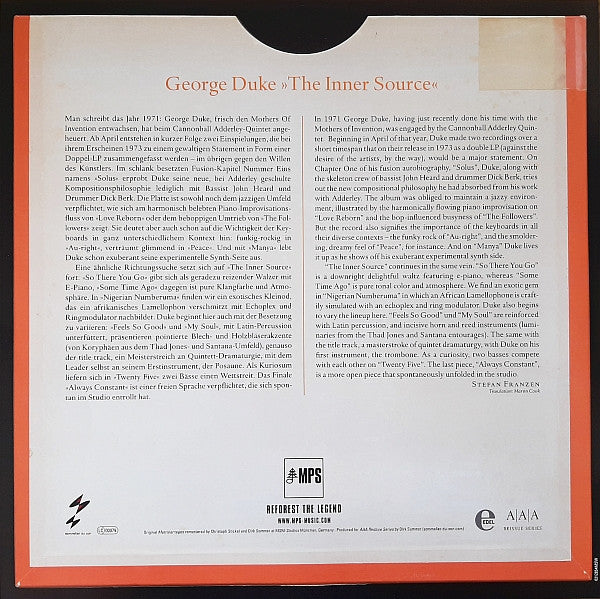 George Duke »The Inner Source«
Man schreibt das Jahr 1971: George Duke, frisch den Mothers Of
Invention entwachsen, hat beim Cannonball Adderley-Quintet ange-
heuert. Ab April entstehen in kurzer Folge zwei Einspielungen, die bei
ihrem Erscheinen 1973 zu einem gewaltigen Statement in Form einer
Doppel-LP zusammengefasst werden – im übrigen gegen den Willen
des Künstlers. Im schlank besetzten Fusion-Kapitel Nummer Eins
namens »Solus« erprobt Duke seine neue, bei Adderley geschulte
Kompositionsphilosophie lediglich mit Bassist John Heard und
Drummer Dick Berk. Die Platte ist sowohl noch dem jazzigen Umfeld
verpflichtet, wie sich am harmonisch belebten Piano-Improvisations-
fluss von »Love Reborn« oder dem beboppigen Umtrieb von »The Fol-
lowers« zeigt. Sie deutet aber auch schon auf die Wichtigkeit der Key-
boards in ganz unterschiedlichem Kontext hin: funkig-rockig in
»Au-right«, verträumt glimmend in »Peace«. Und mit »Manya« lebt
Duke schon exuberant seine experimentelle Synth-Seite aus.
Eine ähnliche Richtungssuche setzt sich auf »The Inner Source«
fort: »So There You Go« gibt sich als geradezu reizender Walzer mit
E-Piano, »Some Time Ago« dagegen ist pure Klangfarbe und Atmo-
sphäre. In »Nigerian Numberuma« finden wir ein exotisches Kleinod,
das ein afrikanisches Lamellophon verschmitzt mit Echoplex und
Ringmodulator nachbildet. Duke beginnt hier auch mit der Besetzung
zu variieren: »Feels So Good« und »My Soul«, mit Latin-Percussion
unterfüttert, präsentieren pointierte Blech- und Holzbläserakzente
(von Koryphäen aus dem Thad Jones- und Santana-Umfeld), genauso
der title track, ein Meisterstreich an Quintett-Dramaturgie, mit dem
Leader selbst an seinem Erstinstrument, der Posaune. Als Kuriosum
liefern sich in »Twenty Five« zwei Bässe einen Wettstreit. Das Finale
»Always Constant« ist einer freien Sprache verpflichtet, die sich spon-
tan im Studio entrollt hat.
In 1971 George Duke, having just recently done his time with the
Mothers of Invention, was engaged by the Cannonball Adderley Quin-
tet. Beginning in April of that year, Duke made two recordings over a
short timespan that on their release in 1973 as a double LP (against the
desire of the artists, by the way), would be a major statement. On
Chapter One of his fusion autobiography, "Solus", Duke, along with
the skeleton crew of bassist John Heard and drummer Dick Berk, tries
out the new compositional philosophy he had absorbed from his work
with Adderley. The album was obliged to maintain a jazzy environ-
ment, illustrated by the harmonically flowing piano improvisation on
"Love Reborn" and the bop-influenced busyness of "The Followers".
But the record also signifies the importance of the keyboards in all
their diverse contexts – the funky rock of "Au-right", and the smolder-
ing, dreamy feel of "Peace", for instance. And on "Manya" Duke lives
it up as he shows off his exuberant experimental synth side.
"The Inner Source" continues in the same vein. "So There You Go"
is a downright delightful waltz featuring e-piano, whereas "Some
Time Ago" is pure tonal color and atmosphere. We find an exotic gem
in "Nigerian Numberuma" in which an African Lamellophone is craft-
ily simulated with an echoplex and ring modulator. Duke also begins
to vary the lineup here. "Feels So Good" und "My Soul" are reinforced
with Latin percussion, and incisive horn and reed instruments (lumi-
naries from the Thad Jones and Santana entourages). The same with
the title track, a masterstroke of quintet dramaturgy, with Duke on his
first instrument, the trombone. As a curiosity, two basses compete
with each other on "Twenty Five". The last piece, "Always Constant",
is a more open piece that spontaneously unfolded in the studio.
STEFAN FRANZEN
Translation: Martin Cook
MPS
REFOREST THE LEGEND
WWW.MPS-MUSIC.COM
EDEL
A|A|A
REISSUE SERIES